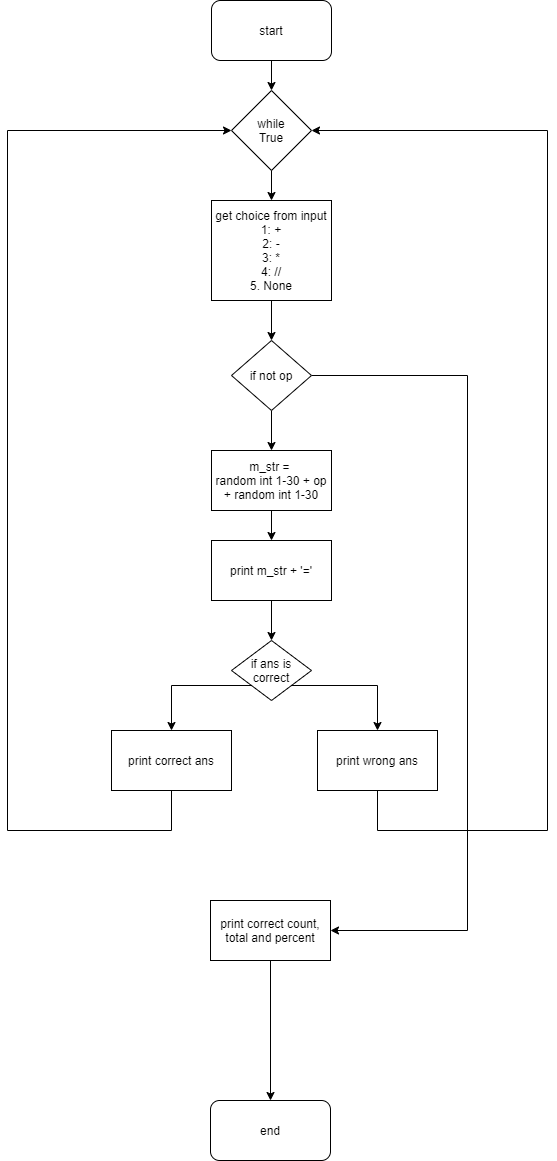 start
while
True
get choice from input
1: +
2: -
3: *
4: //
5. None
if not op
m_str =
random int 1-30 + op
+ random int 1-30
print m_str + '='
if ans is
correct
print correct ans
print wrong ans
print correct count,
total and percent
end